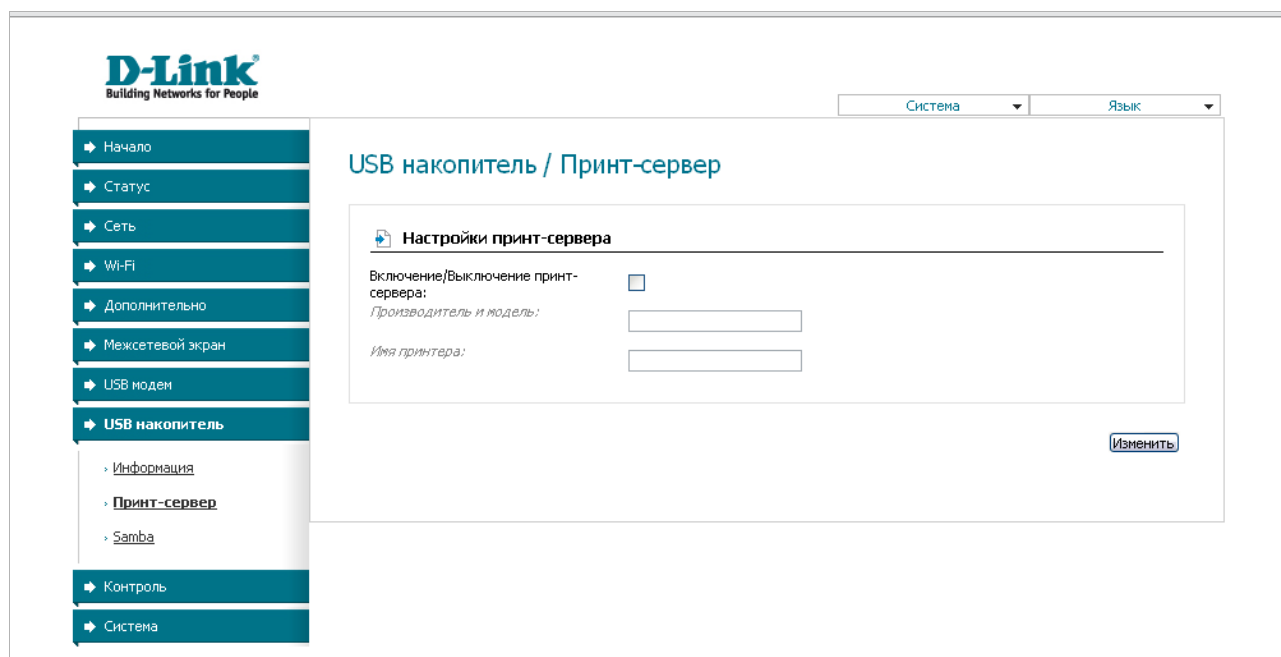 D-Link
Building Networks for People
Система
Язык
Начало
Статус
Сеть
Wi-Fi
Дополнительно
Межсетевой экран
USB модем
USB накопитель
Информация
Принт-сервер
Samba
Контроль
Система
USB накопитель / Принт-сервер
Настройки принт-сервера
Включение/Выключение принт-
сервера:
Производитель и модель:
Имя принтера:
Изменить